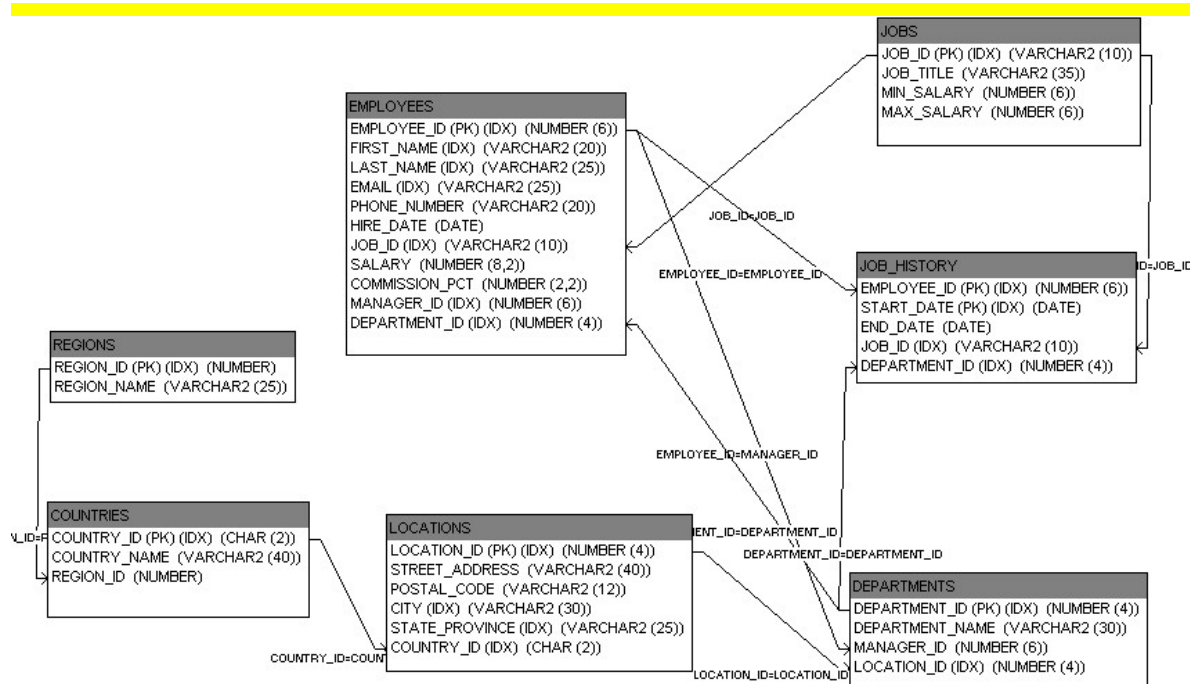 JOBS
JOB_ID (PK) (IDX) (VARCHAR2 (10))
JOB_TITLE (VARCHAR2 (35))
MIN_SALARY (NUMBER (6))
MAX_SALARY (NUMBER (6))
EMPLOYEES
EMPLOYEE_ID (PK) (IDX) (NUMBER (6))
FIRST_NAME (IDX) (VARCHAR2 (20))
LAST_NAME (IDX) (VARCHAR2 (25))
EMAIL (IDX) (VARCHAR2 (25))
PHONE_NUMBER (VARCHAR2 (20))
HIRE_DATE (DATE)
JOB_ID (IDX) (VARCHAR2 (10))
SALARY (NUMBER (8,2))
COMMISSION_PCT (NUMBER (2,2))
MANAGER_ID (IDX) (NUMBER (6))
DEPARTMENT_ID (IDX) (NUMBER (4))
JOB_ID=JOB_ID
EMPLOYEE_ID=EMPLOYEE_ID
JOB_HISTORY
EMPLOYEE_ID (PK) (IDX) (NUMBER (6))
START_DATE (PK) (IDX) (DATE)
END_DATE (DATE)
JOB_ID (IDX) (VARCHAR2 (10))
DEPARTMENT_ID (IDX) (NUMBER (4))
ID=JOB_ID
REGIONS
REGION_ID (PK) (IDX) (NUMBER)
REGION_NAME (VARCHAR2 (25))
EMPLOYEE_ID=MANAGER_ID
COUNTRIES
COUNTRY_ID (PK) (IDX) (CHAR (2))
COUNTRY_NAME (VARCHAR2 (40))
REGION_ID (NUMBER)
LOCATIONS
LOCATION_ID (PK) (IDX) (NUMBER (4))
STREET_ADDRESS (VARCHAR2 (40))
POSTAL_CODE (VARCHAR2 (12))
CITY (IDX) (VARCHAR2 (30))
STATE_PROVINCE (IDX) (VARCHAR2 (25))
COUNTRY_ID (IDX) (CHAR (2))
ENT_ID=DEPARTMENT_ID
DEPARTMENT_ID=DEPARTMENT_ID
DEPARTMENTS
DEPARTMENT_ID (PK) (IDX) (NUMBER (4))
DEPARTMENT_NAME (VARCHAR2 (30))
MANAGER_ID (NUMBER (6))
LOCATION_ID (IDX) (NUMBER (4))
COUNTRY_ID=COUN
LOCATION_ID=LOCATION_ID